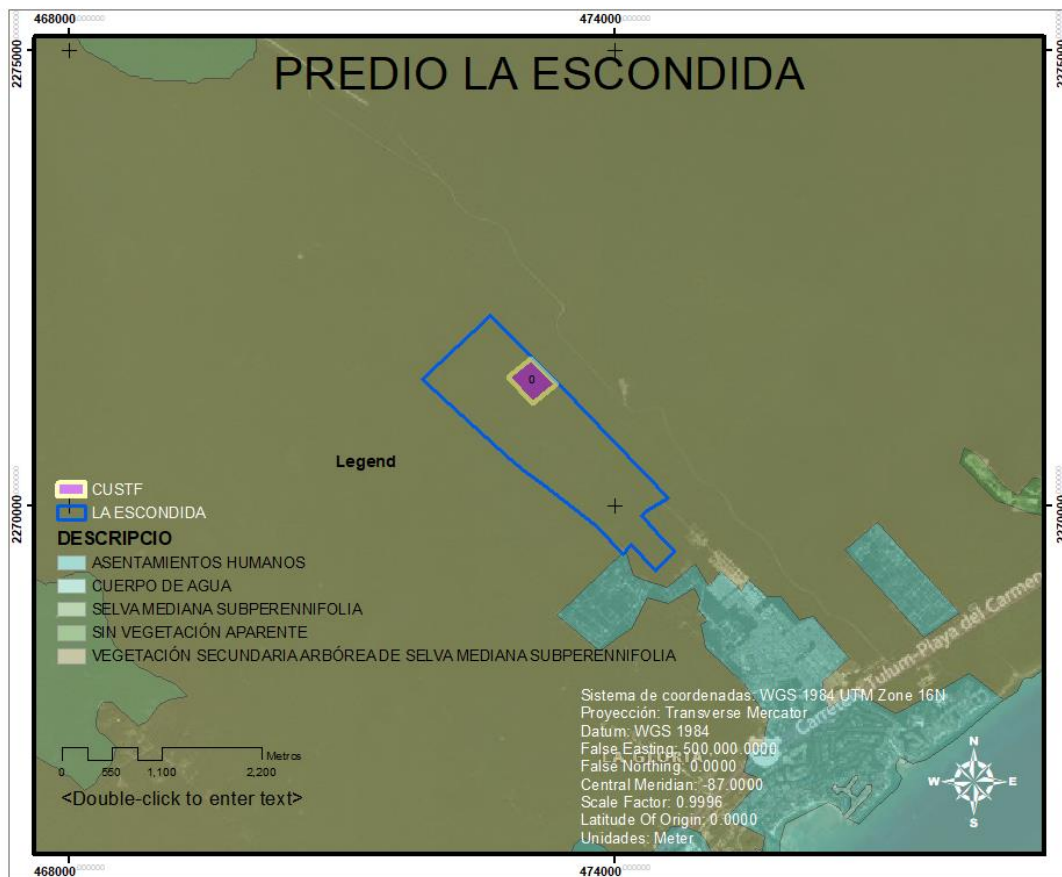 468000 474000
2275000 2275000
PREDIO LA ESCONDIDA
0
Legend
CUSTF
LA ESCONDIDA
2270000 2270000
DESCRIPCIO
ASENTAMIENTOS HUMANOS
CUERPO DE AGUA
SELVA MEDIANA SUBPERENNIFOLIA
SIN VEGETACIÓN APARENTE
VEGETACIÓN SECUNDARIA ARBÓREA DE SELVA MEDIANA SUBPERENNIFOLIA
Carretera Tulum-Playa del Carmen
Sistema de coordenadas: WGS 1984 UTM Zone 16N
Proyección: Transverse Mercator
Datum: WGS 1984
False Easting: 500,000.0000
False Northing: 0.0000
LA GLORIA
Central Meridian: -87.0000
Scale Factor: 0.9996
Latitude Of Origin: 0.0000
Unidades: Meter
N
W E
S
Metros
0 550 1,100 2,200
<Double-click to enter text>
468000 474000